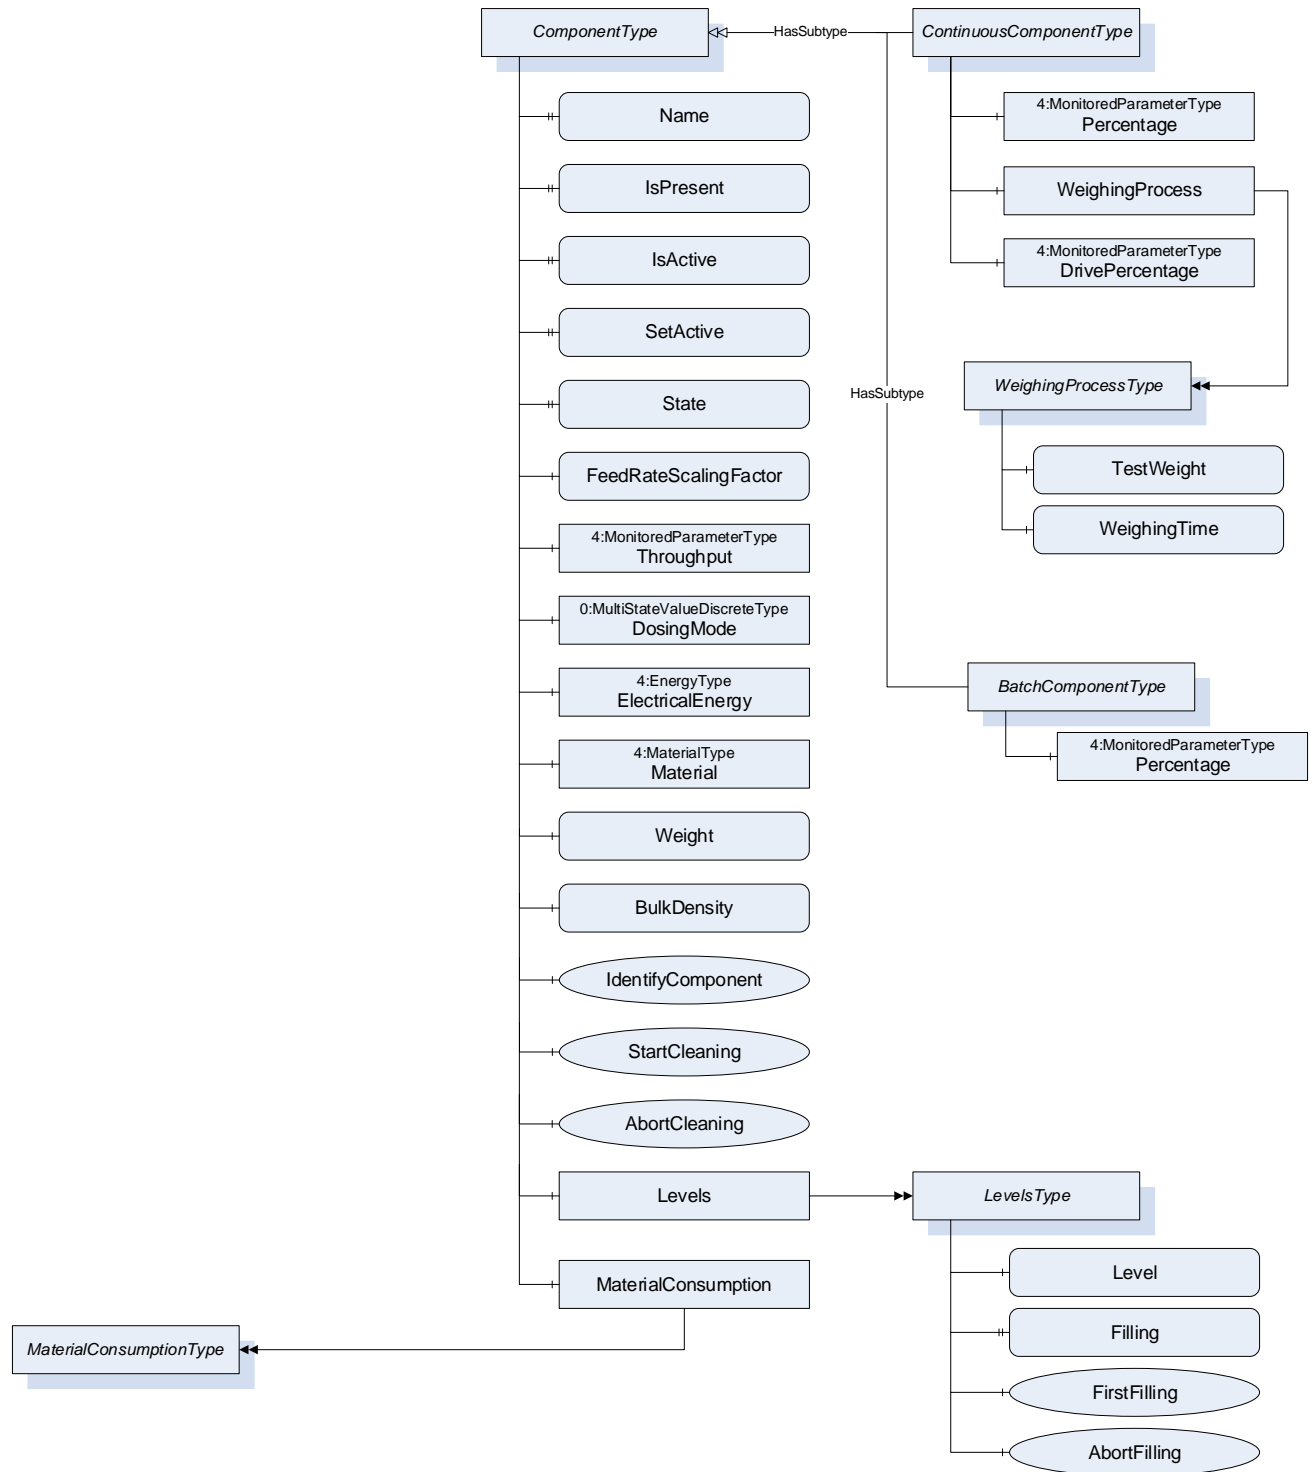 ComponentType
HasSubtype
ContinuousComponentType
Name
IsPresent
IsActive
SetActive
State
FeedRateScalingFactor
4:MonitoredParameterType
Throughput
0:MultiStateValueDiscreteType
DosingMode
4:EnergyType
ElectricalEnergy
4:MaterialType
Material
Weight
BulkDensity
IdentifyComponent
StartCleaning
AbortCleaning
Levels
MaterialConsumption
MaterialConsumptionType
4:MonitoredParameterType
Percentage
WeighingProcess
4:MonitoredParameterType
DrivePercentage
WeighingProcessType
TestWeight
WeighingTime
HasSubtype
BatchComponentType
4:MonitoredParameterType
Percentage
LevelsType
Level
Filling
FirstFilling
AbortFilling